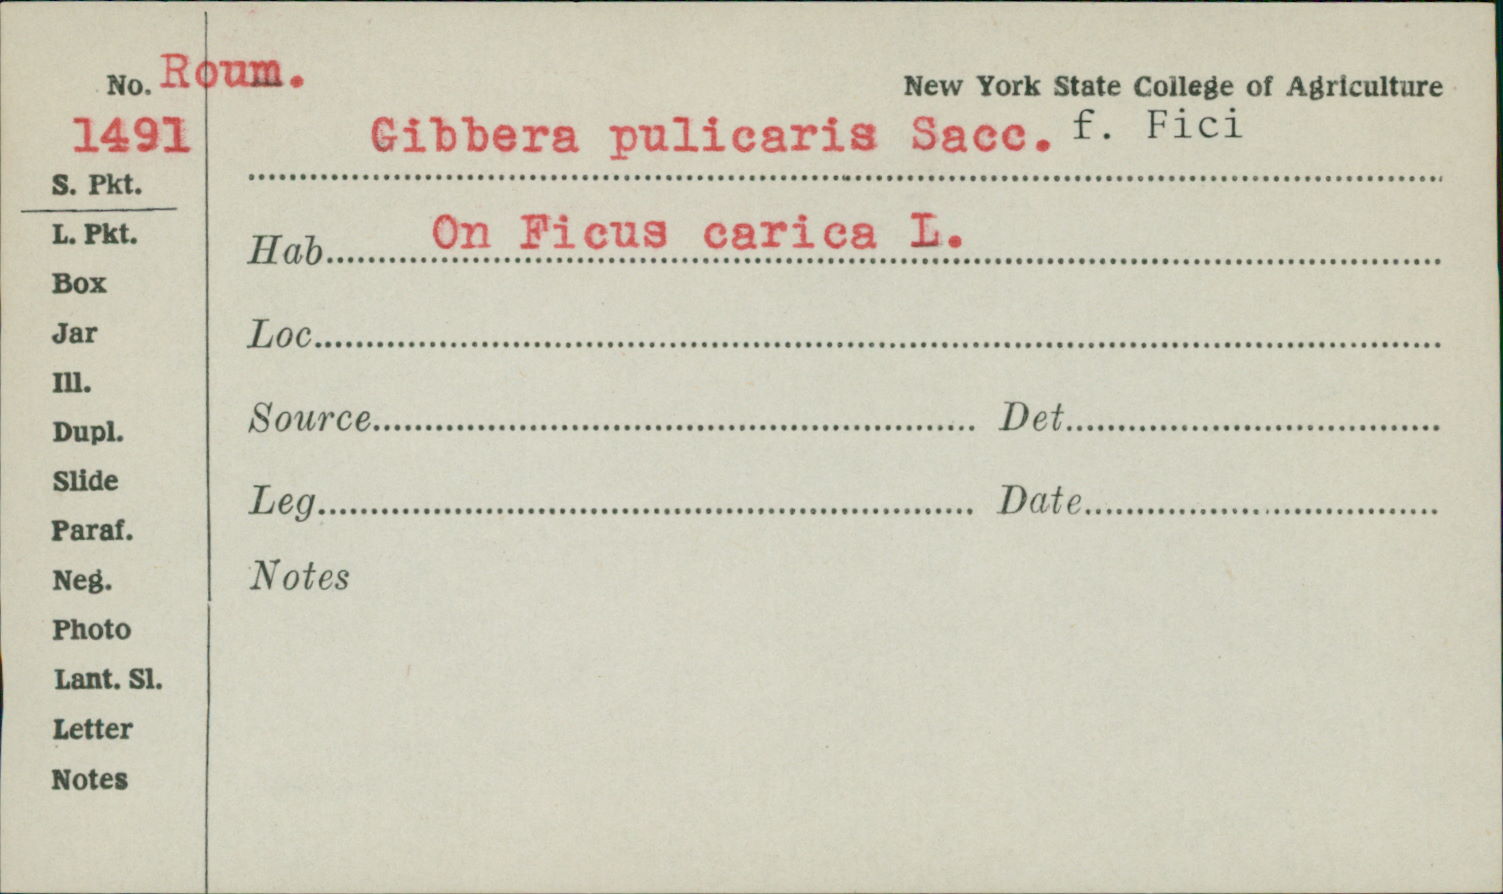 No. Roum.
New York State College of Agriculture
1491
Gibbera pulicaris Sacc. f. Fici
S. Pkt.
L. Pkt.
Hab. On Ficus carica L.
Box
Jar
Loc.
Ill.
Dupl.
Source Det.
Slide
Leg. Date
Paraf.
Neg.
Notes
Photo
Lant. Sl.
Letter
Notes